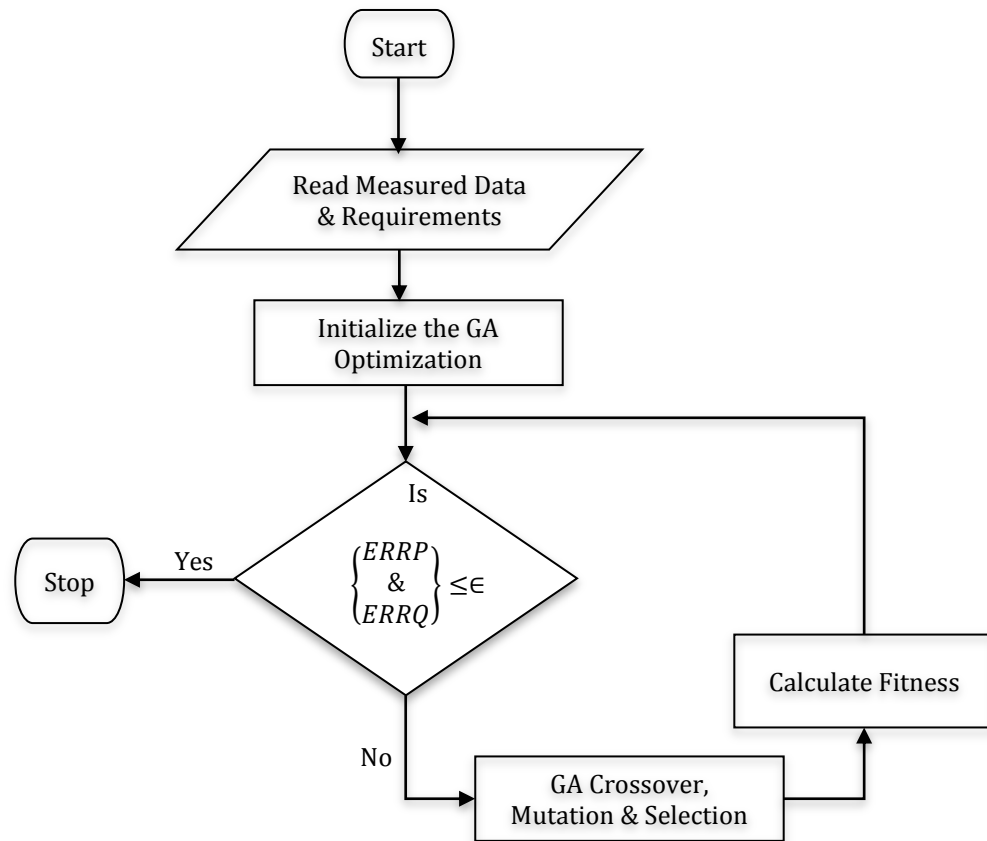 Start
Read Measured Data
& Requirements
Initialize the GA
Optimization
Is
{ERRP
&
ERRQ} ≤∈
Yes
Stop
No
Calculate Fitness
GA Crossover,
Mutation & Selection